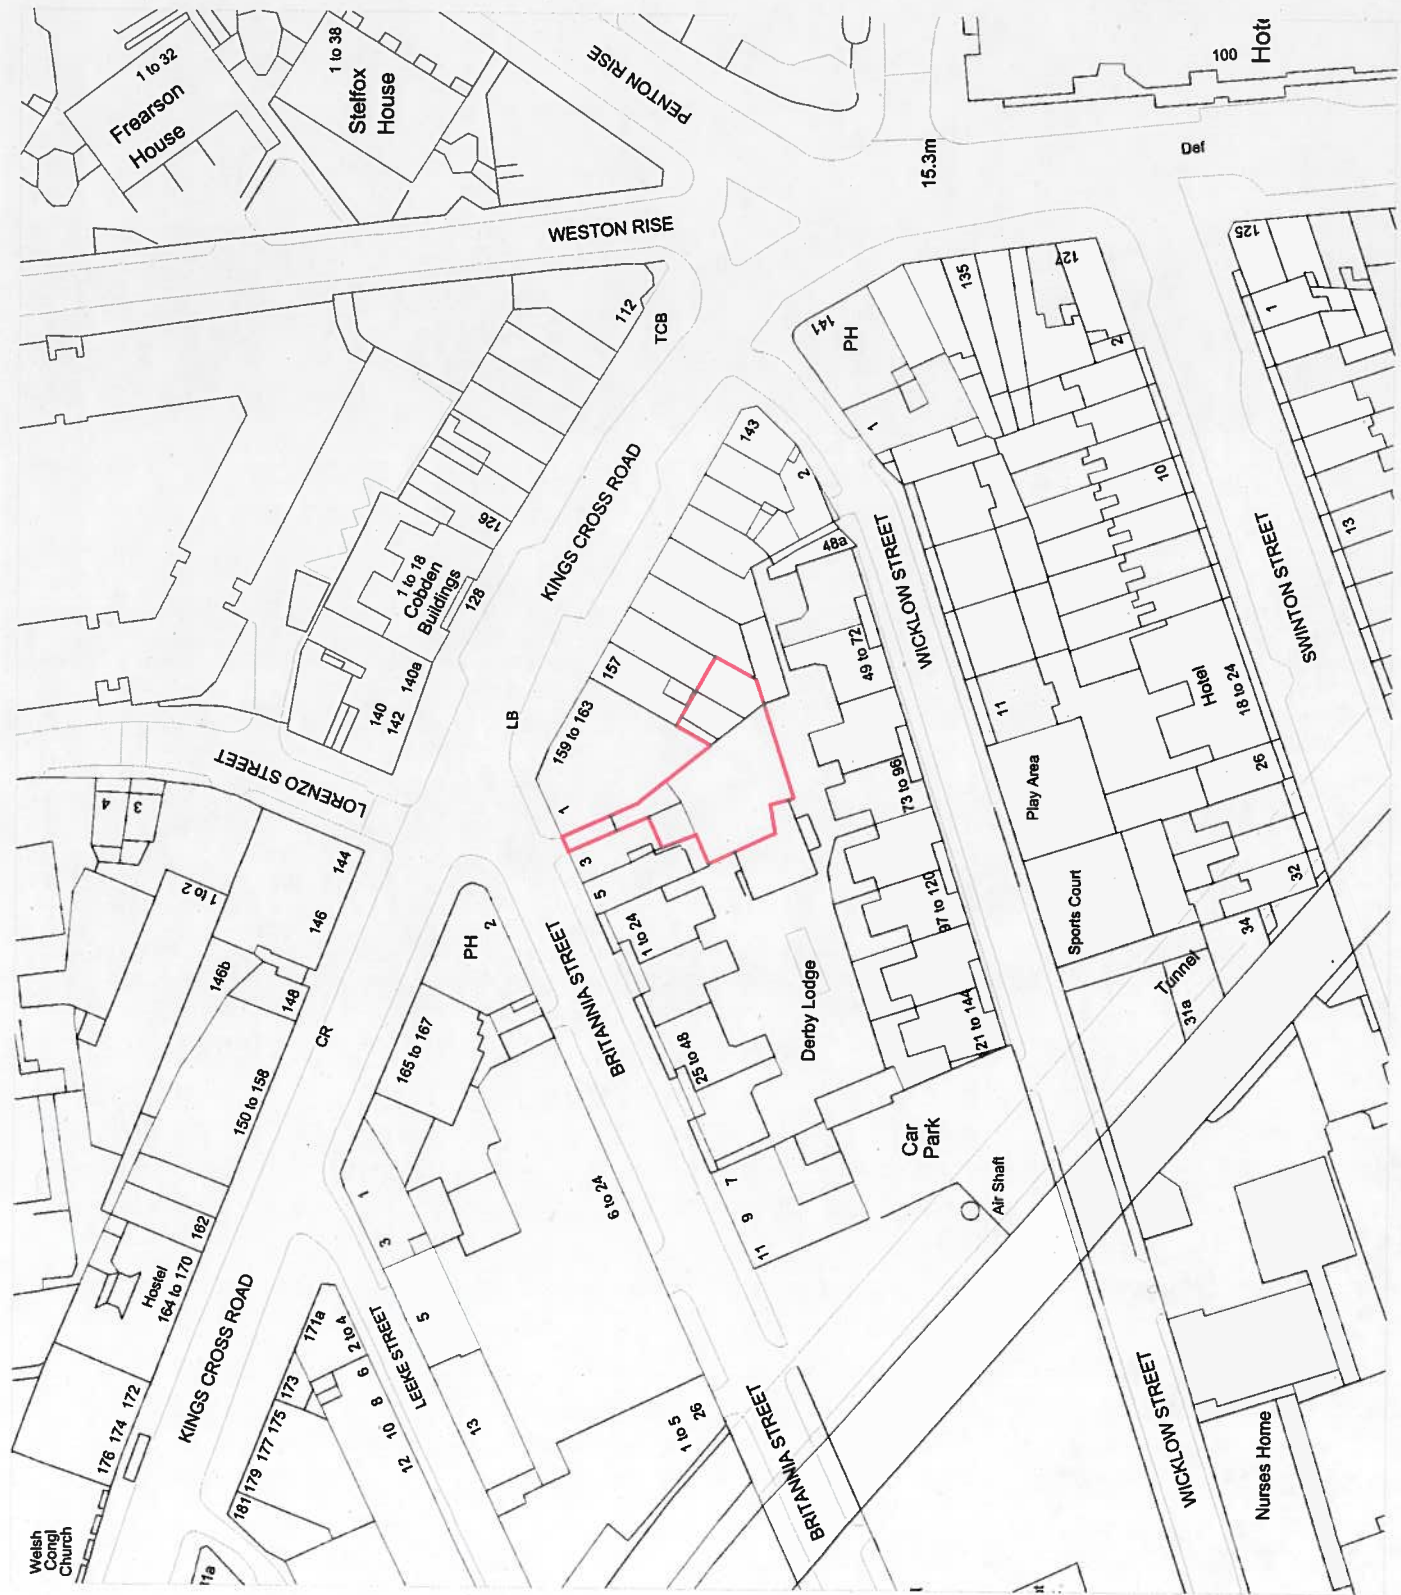 1 to 32
Frearson
House
1 to 38
Stelfox
House
PENTON RISE
100
Def
15.3m
WESTON RISE
125
1
127
135
141
PH
1
2
112
TCB
KINGS CROSS ROAD
143
2
10
126
1 to 18
Cobden
Buildings
128
48a
WICKLOW STREET
SWINTON STREET
13
140a
140
142
157
49 to 72
LB
159 to 163
11
Hotel
18 to 24
LORENZO STREET
4
3
1
73 to 96
Play Area
26
144
1 to 2
3
5
146
1 to 24
97 to 120
Sports Court
32
34
PH
2
146b
148
CR
BRITANNIA STREET
Derby Lodge
Tunnel
31a
121 to 144
165 to 167
25 to 48
150 to 158
Car
Park
Air Shaft
7
9
11
6 to 24
1
3
162
Hostel
164 to 170
KINGS CROSS ROAD
171a
2 to 4
LEEKE STREET
5
173
6
8
10
12
175
177
179
181
172
174
176
13
1 to 5
26
BRITANNIA STREET
WICKLOW STREET
Nurses Home
Welsh
Congl
Church